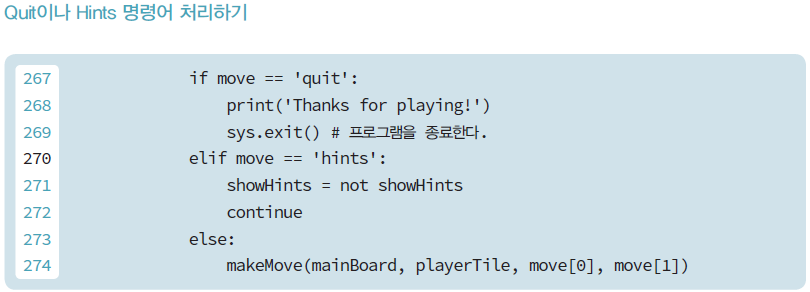 Quit이나 Hints 명령어 처리하기
267 if move == 'quit':
268 print('Thanks for playing!')
269 sys.exit() # 프로그램을 종료한다.
270 elif move == 'hints':
271 showHints = not showHints
272 continue
273 else:
274 makeMove(mainBoard, playerTile, move[0], move[1])